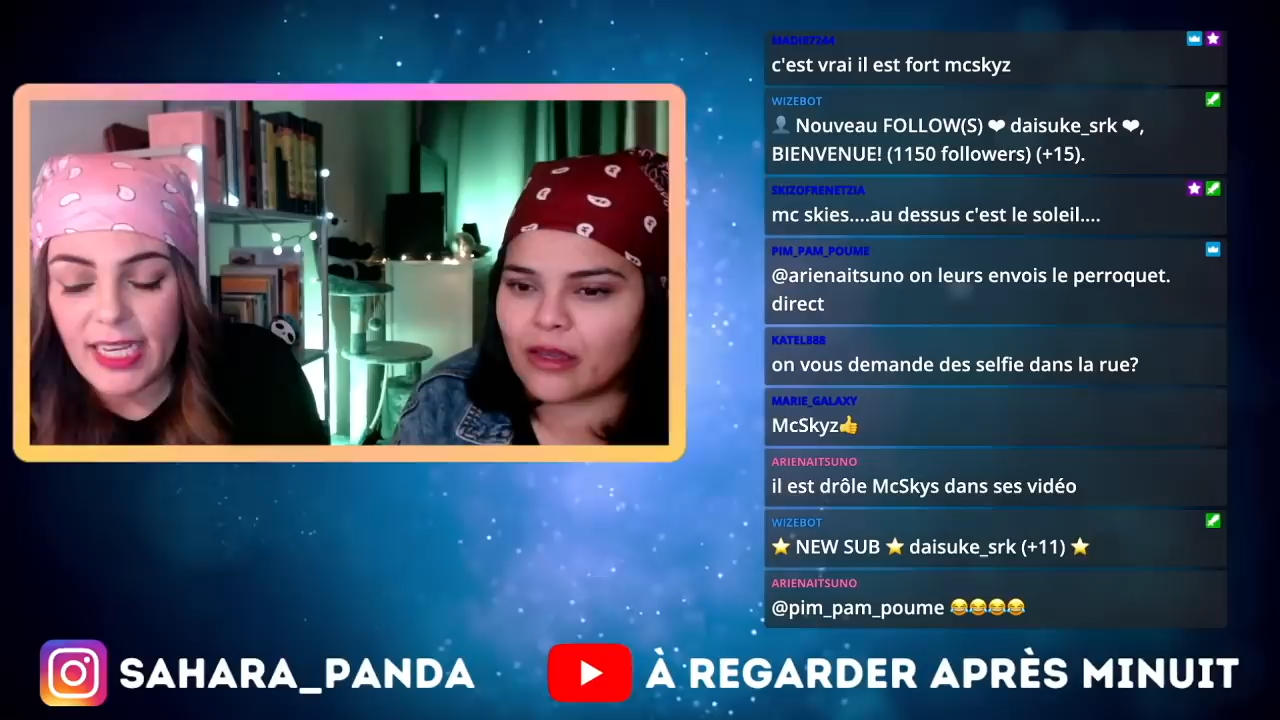 MADI87244
c'est vrai il est fort mcskyz
WIZEBOT
👤 Nouveau FOLLOW(S) ❤ daisuke_srk ❤,
BIENVENUE! (1150 followers) (+15).
SKIZOFRENETZIA
mc skies....au dessus c'est le soleil....
PIM_PAM_POUME
@arienaitsuno on leurs envois le perroquet.
direct
KATEL888
on vous demande des selfie dans la rue?
MARIE_GALAXY
McSkyz👍
ARIENAITSUNO
il est drôle McSkys dans ses vidéo
WIZEBOT
⭐ NEW SUB ⭐ daisuke_srk (+11) ⭐
ARIENAITSUNO
@pim_pam_poume 😂😂😂😂
SAHARA_PANDA
À REGARDER APRÈS MINUIT